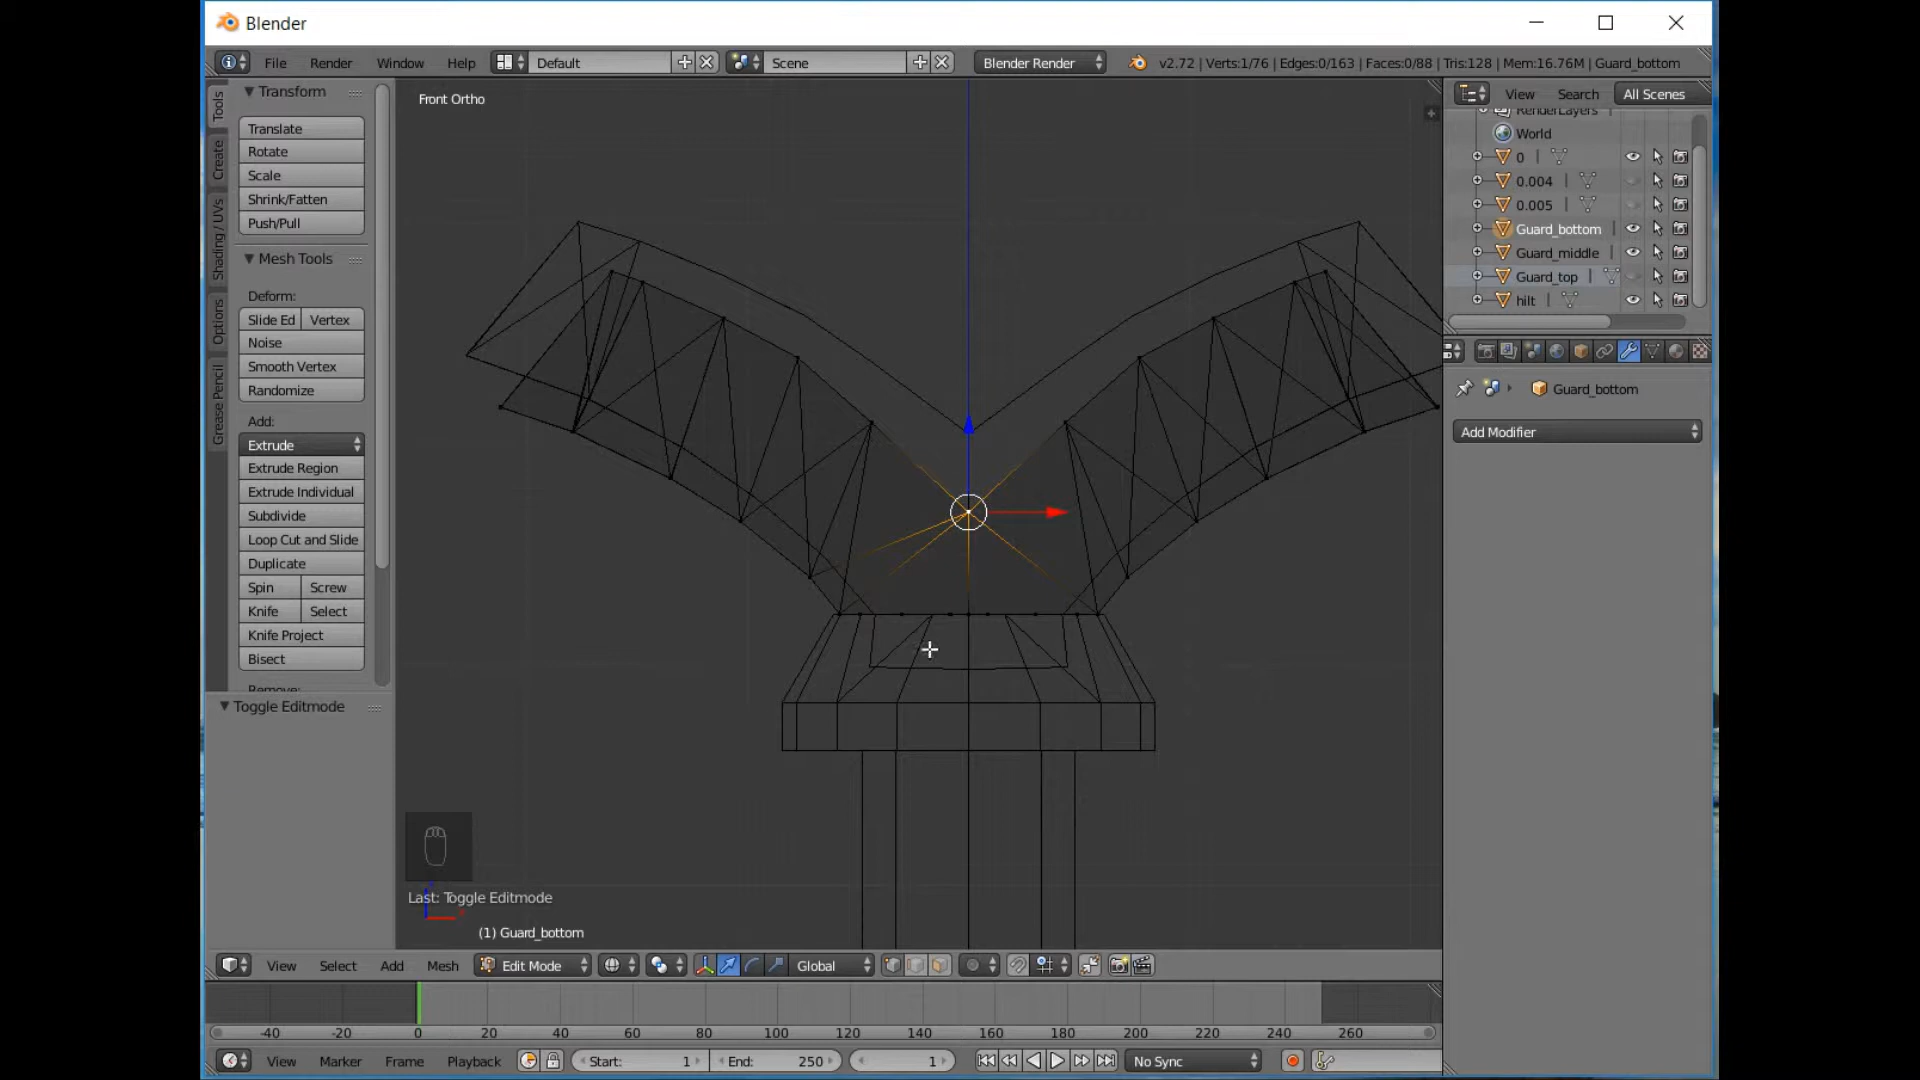 Blender
File Render Window Help Default Scene Blender Render v2.72 | Verts:1/76 | Edges:0/163 | Faces:0/88 | Tris:128 | Mem:16.76M | Guard_bottom
Tools
Create
Shading / UVs
Options
Grease Pencil
Transform
Translate
Rotate
Scale
Shrink/Fatten
Push/Pull
Mesh Tools
Deform:
Slide Ed Vertex
Noise
Smooth Vertex
Randomize
Add:
Extrude
Extrude Region
Extrude Individual
Subdivide
Loop Cut and Slide
Duplicate
Spin Screw
Knife Select
Knife Project
Bisect
Remove:
Toggle Editmode
Front Ortho
Last: Toggle Editmode
(1) Guard_bottom
View Search All Scenes
RenderLayers
World
0
0.004
0.005
Guard_bottom
Guard_middle
Guard_top
hilt
Guard_bottom
Add Modifier
View Select Add Mesh Edit Mode Global
-40 -20 0 20 40 60 80 100 120 140 160 180 200 220 240 260
View Marker Frame Playback Start: 1 End: 250 1 No Sync